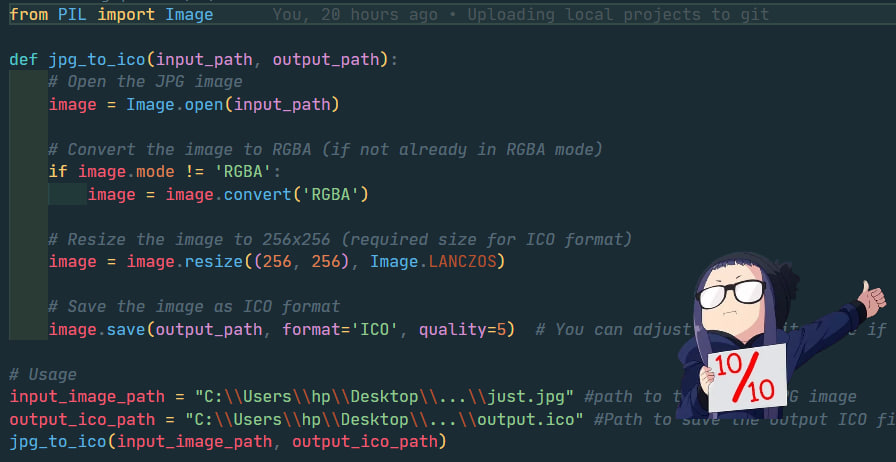 from PIL import Image You, 20 hours ago • Uploading local projects to git
def jpg_to_ico(input_path, output_path):
# Open the JPG image
image = Image.open(input_path)
# Convert the image to RGBA (if not already in RGBA mode)
if image.mode != 'RGBA':
image = image.convert('RGBA')
# Resize the image to 256x256 (required size for ICO format)
image = image.resize((256, 256), Image.LANCZOS)
# Save the image as ICO format
image.save(output_path, format='ICO', quality=5) # You can adjust if
# Usage
input_image_path = "C:\\Users\\hp\\Desktop\\...\\just.jpg" #path to image
output_ico_path = "C:\\Users\\hp\\Desktop\\...\\output.ico" #Path to save the output ICO
jpg_to_ico(input_image_path, output_ico_path)
10/10